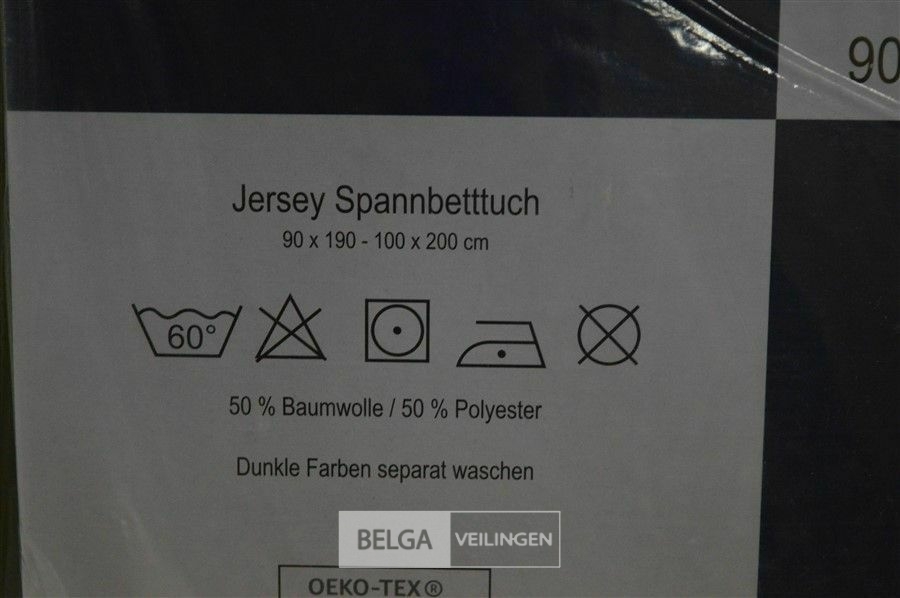 90
Jersey Spannbetttuch
90 x 190 - 100 x 200 cm
60°
50 % Baumwolle / 50 % Polyester
Dunkle Farben separat waschen
BELGA VEILINGEN
OEKO-TEX®